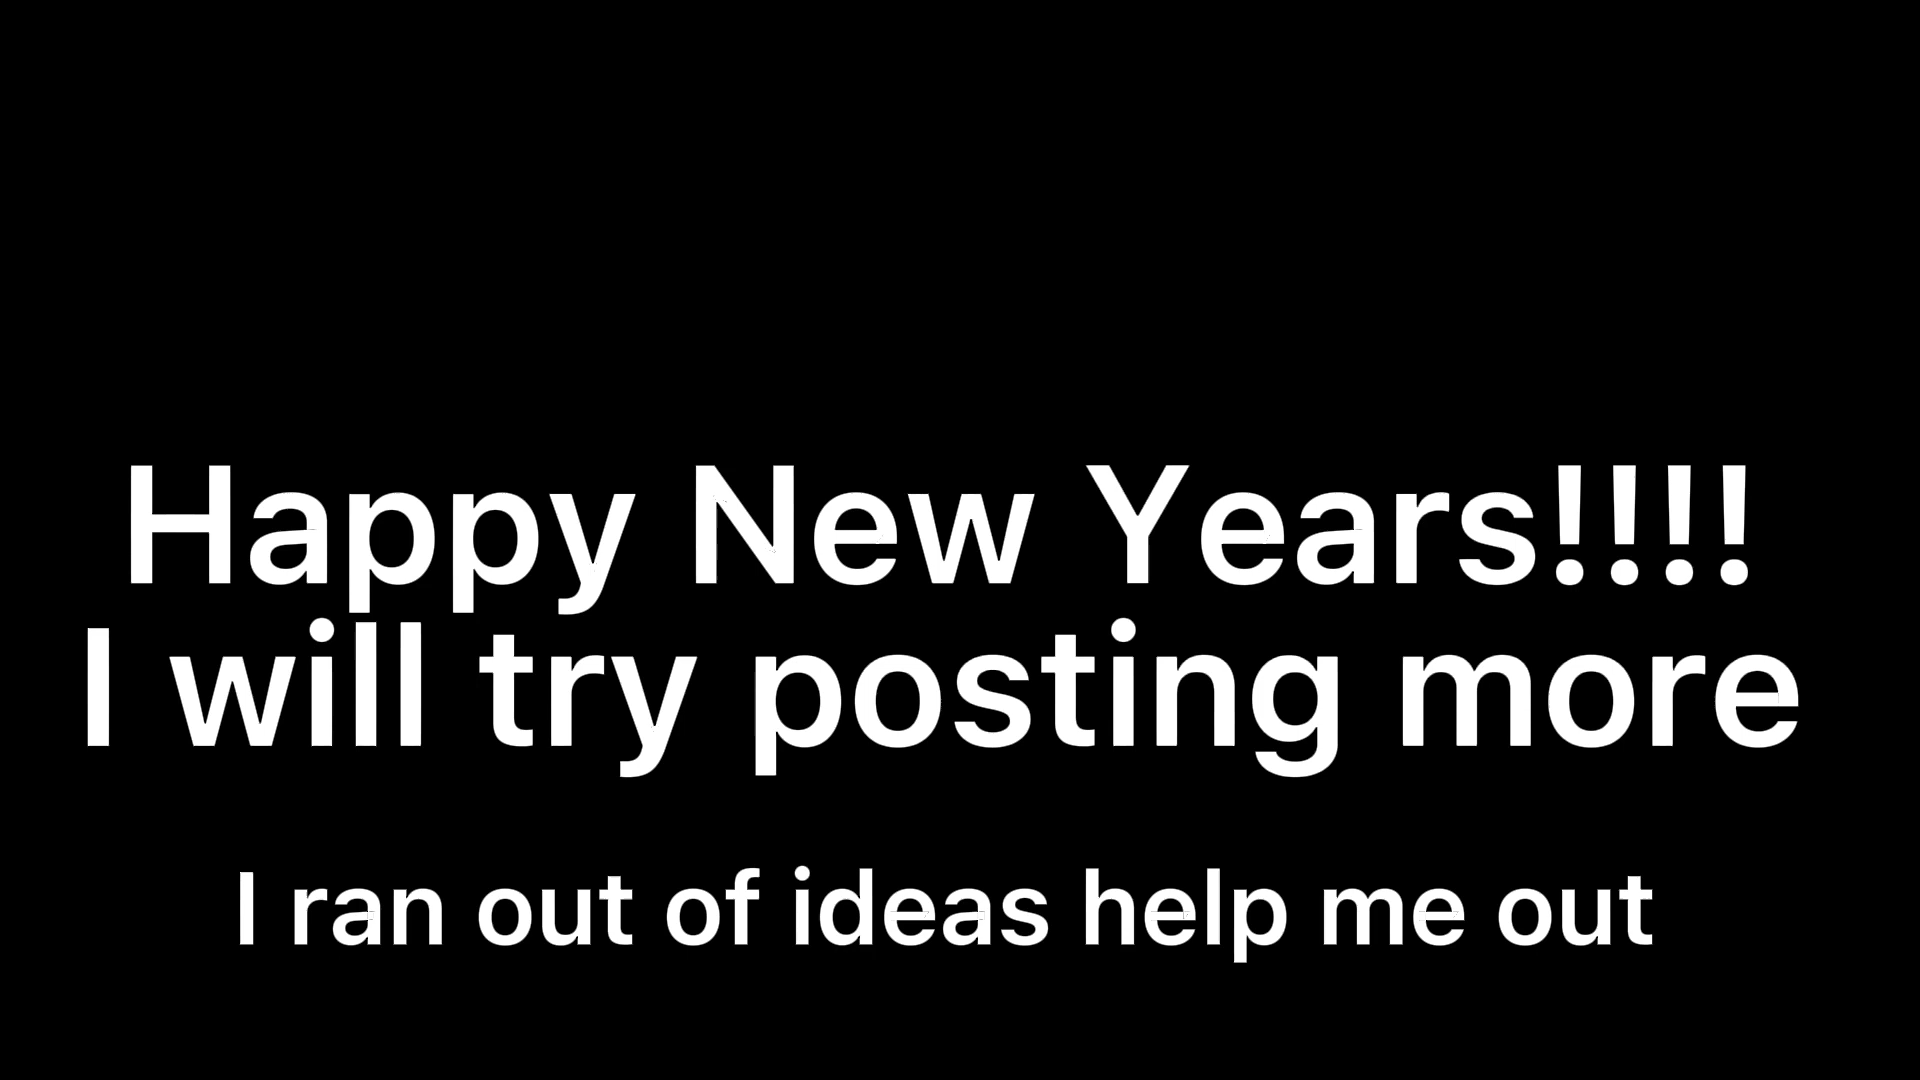 Happy New Years!!!!
I will try posting more
I ran out of ideas help me out